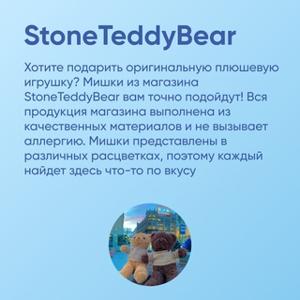 StoneTeddyBear
Хотите подарить оригинальную плюшевую
игрушку? Мишки из магазина
StoneTeddyBear вам точно подойдут! Вся
продукция магазина выполнена из
качественных материалов и не вызывает
аллергию. Мишки представлены в
различных расцветках, поэтому каждый
найдет здесь что-то по вкусу